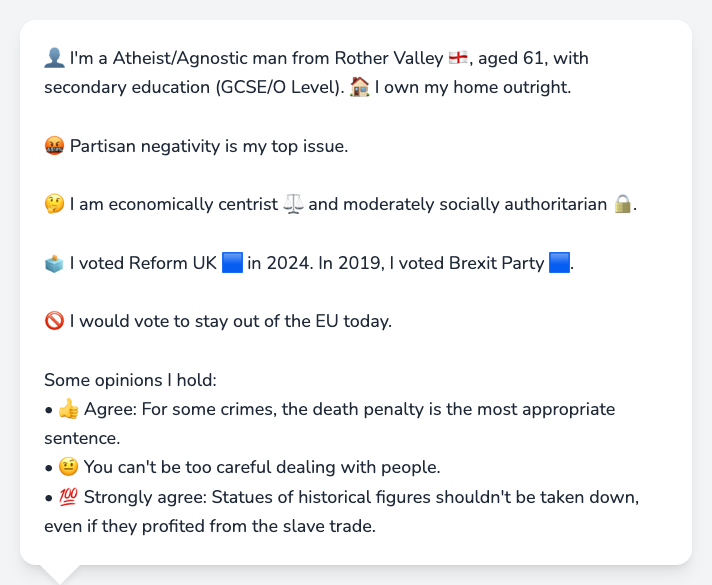 👤 I'm a Atheist/Agnostic man from Rother Valley 🏴󠁧󠁢󠁥󠁮󠁧󠁿, aged 61, with
secondary education (GCSE/O Level). 🏠 I own my home outright.
🤬 Partisan negativity is my top issue.
🤔 I am economically centrist ⚖️ and moderately socially authoritarian 🔒.
🗳️ I voted Reform UK 🟦 in 2024. In 2019, I voted Brexit Party 🟦.
🚫 I would vote to stay out of the EU today.
Some opinions I hold:
• 👍 Agree: For some crimes, the death penalty is the most appropriate
sentence.
• 🤨 You can't be too careful dealing with people.
• 💯 Strongly agree: Statues of historical figures shouldn't be taken down,
even if they profited from the slave trade.